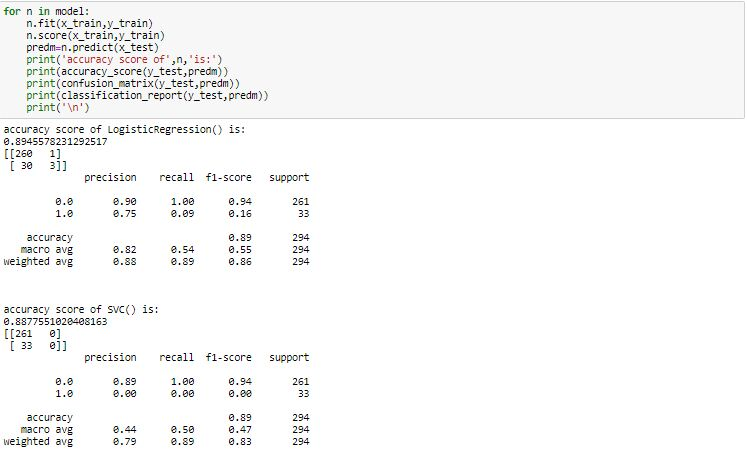 for n in model:
    n.fit(x_train,y_train)
    n.score(x_train,y_train)
    predm=n.predict(x_test)
    print('accuracy score of',n,'is:')
    print(accuracy_score(y_test,predm))
    print(confusion_matrix(y_test,predm))
    print(classification_report(y_test,predm))
    print('\n')
accuracy score of LogisticRegression() is:
0.8945578231292517
[[260   1]
 [ 30   3]]
              precision    recall  f1-score   support

         0.0       0.90      1.00      0.94       261
         1.0       0.75      0.09      0.16        33

    accuracy                           0.89       294
   macro avg       0.82      0.54      0.55       294
weighted avg       0.88      0.89      0.86       294

accuracy score of SVC() is:
0.8877551020408163
[[261   0]
 [ 33   0]]
              precision    recall  f1-score   support

         0.0       0.89      1.00      0.94       261
         1.0       0.00      0.00      0.00        33

    accuracy                           0.89       294
   macro avg       0.44      0.50      0.47       294
weighted avg       0.79      0.89      0.83       294